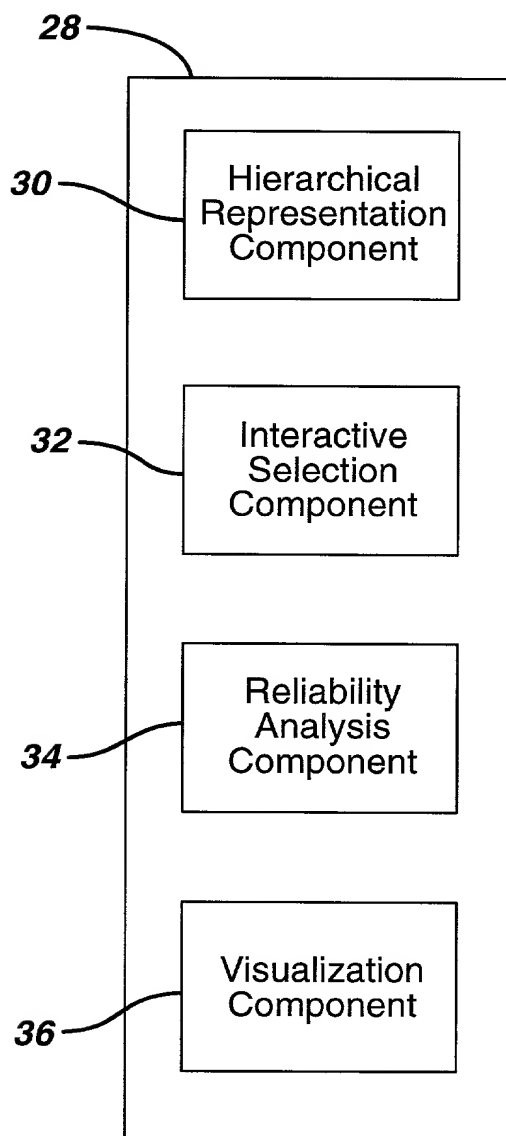 28
30
Hierarchical
Representation
Component
32
Interactive
Selection
Component
34
Reliability
Analysis
Component
36
Visualization
Component